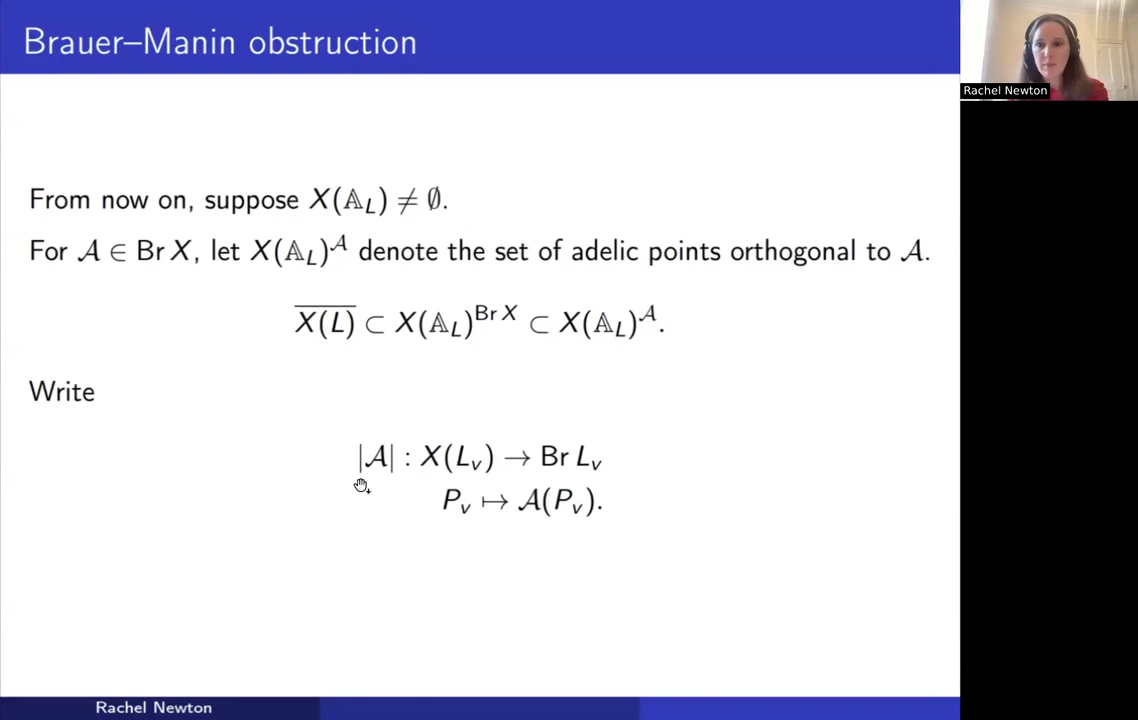 Brauer–Manin obstruction
Rachel Newton
From now on, suppose X(𝔸_L) ≠ ∅.
For 𝒜 ∈ Br X, let X(𝔸_L)^𝒜 denote the set of adelic points orthogonal to 𝒜.
\overline{X(L)} ⊂ X(𝔸_L)^{Br X} ⊂ X(𝔸_L)^𝒜.
Write
|𝒜| : X(L_v) → Br L_v
P_v ↦ 𝒜(P_v).
Rachel Newton